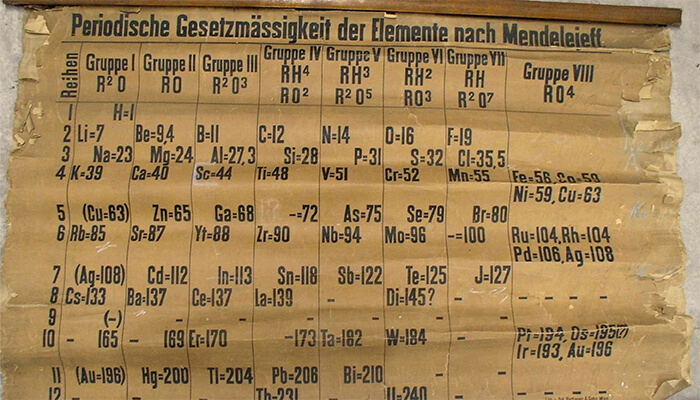 Periodische Gesetzmässigkeit der Elemente nach Mendelejeff.
Reihen Gruppe I Gruppe II Gruppe III Gruppe IV Gruppe V Gruppe VI Gruppe VII Gruppe VIII
RH4 RH3 RH2 RH
R2O RO R2O3 RO2 R2O5 RO3 R2O7 RO4
1 H=1
2 Li=7 Be=9,4 B=11 C=12 N=14 O=16 F=19
3 Na=23 Mg=24 Al=27,3 Si=28 P=31 S=32 Cl=35,5
4 K=39 Ca=40 Sc=44 Ti=48 V=51 Cr=52 Mn=55 Fe=56, Co=59
Ni=59, Cu=63
5 (Cu=63) Zn=65 Ga=68 -=72 As=75 Se=79 Br=80
6 Rb=85 Sr=87 Yt=88 Zr=90 Nb=94 Mo=96 -=100 Ru=104, Rh=104
Pd=106, Ag=108
7 (Ag=108) Cd=112 In=113 Sn=118 Sb=122 Te=125 J=127
8 Cs=133 Ba=137 Ce=137 La=139 - Di=145? - - - - -
9 (-) - - - - - -
10 - 165 - 169 Er=170 -173 Ta=182 W=184 - Pt=194, Os=195(?)
Ir=193, Au=196
11 (Au=196) Hg=200 Tl=204 Pb=206 Bi=210 - -
12 - - - Th=231 - U=240 - - - - -